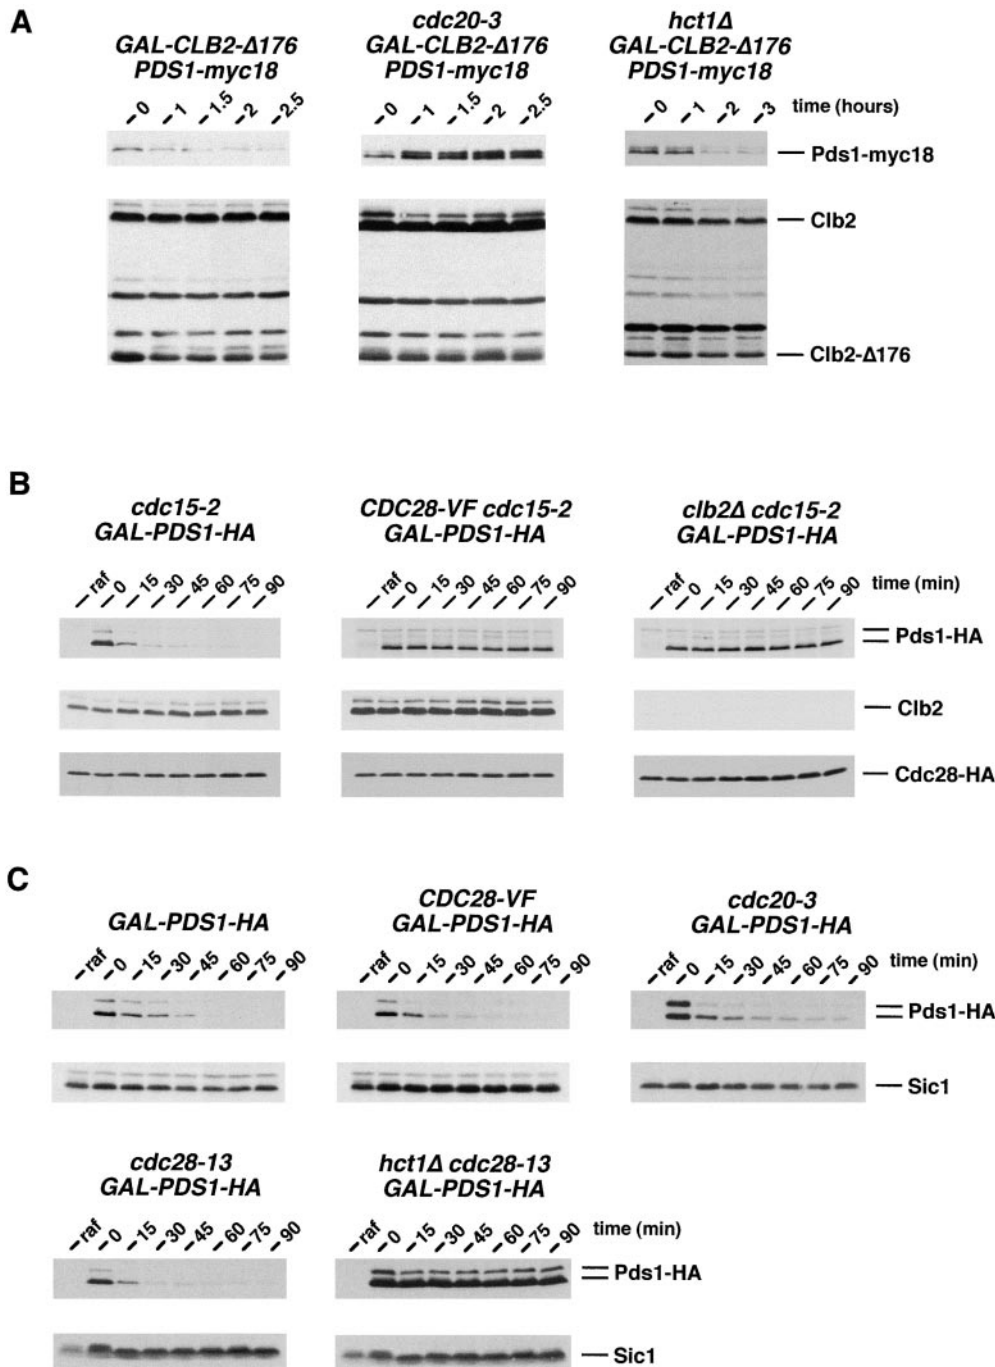 A
GAL-CLB2-Δ176
PDS1-myc18
cdc20-3
GAL-CLB2-Δ176
PDS1-myc18
hct1Δ
GAL-CLB2-Δ176
PDS1-myc18
0 1 1.5 2 2.5
0 1 1.5 2 2.5
0 1 2 3
time (hours)
Pds1-myc18
Clb2
Clb2-Δ176
B
cdc15-2
GAL-PDS1-HA
CDC28-VF cdc15-2
GAL-PDS1-HA
clb2Δ cdc15-2
GAL-PDS1-HA
raf 0 15 30 45 60 75 90
raf 0 15 30 45 60 75 90
raf 0 15 30 45 60 75 90
time (min)
Pds1-HA
Clb2
Cdc28-HA
C
GAL-PDS1-HA
CDC28-VF
GAL-PDS1-HA
cdc20-3
GAL-PDS1-HA
raf 0 15 30 45 60 75 90
raf 0 15 30 45 60 75 90
raf 0 15 30 45 60 75 90
time (min)
Pds1-HA
Sic1
cdc28-13
GAL-PDS1-HA
hct1Δ cdc28-13
GAL-PDS1-HA
raf 0 15 30 45 60 75 90
raf 0 15 30 45 60 75 90
time (min)
Pds1-HA
Sic1